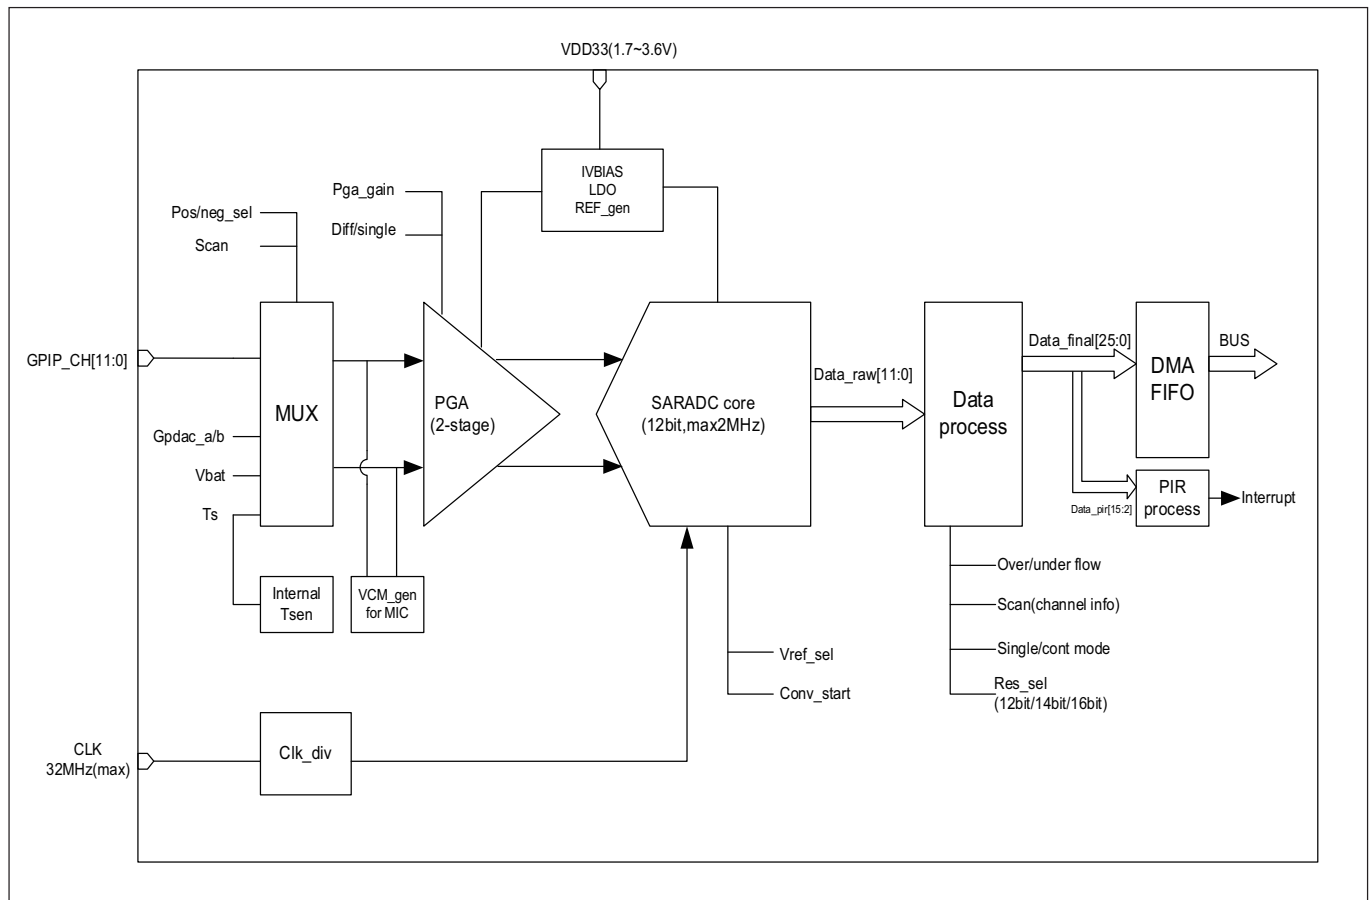 VDD33(1.7~3.6V)
IVBIAS
LDO
REF_gen
Pga_gain
Diff/single
Pos/neg_sel
Scan
GPIP_CH[11:0]
MUX
Gpdac_a/b
Vbat
Ts
Internal
Tsen
VCM_gen
for MIC
PGA
(2-stage)
SARADC core
(12bit,max2MHz)
Data_raw[11:0]
Data
process
Data_final[25:0]
DMA
FIFO
BUS
Data_pir[15:2]
PIR
process
Interrupt
Over/under flow
Scan(channel info)
Single/cont mode
Res_sel
(12bit/14bit/16bit)
Vref_sel
Conv_start
CLK
32MHz(max)
Clk_div